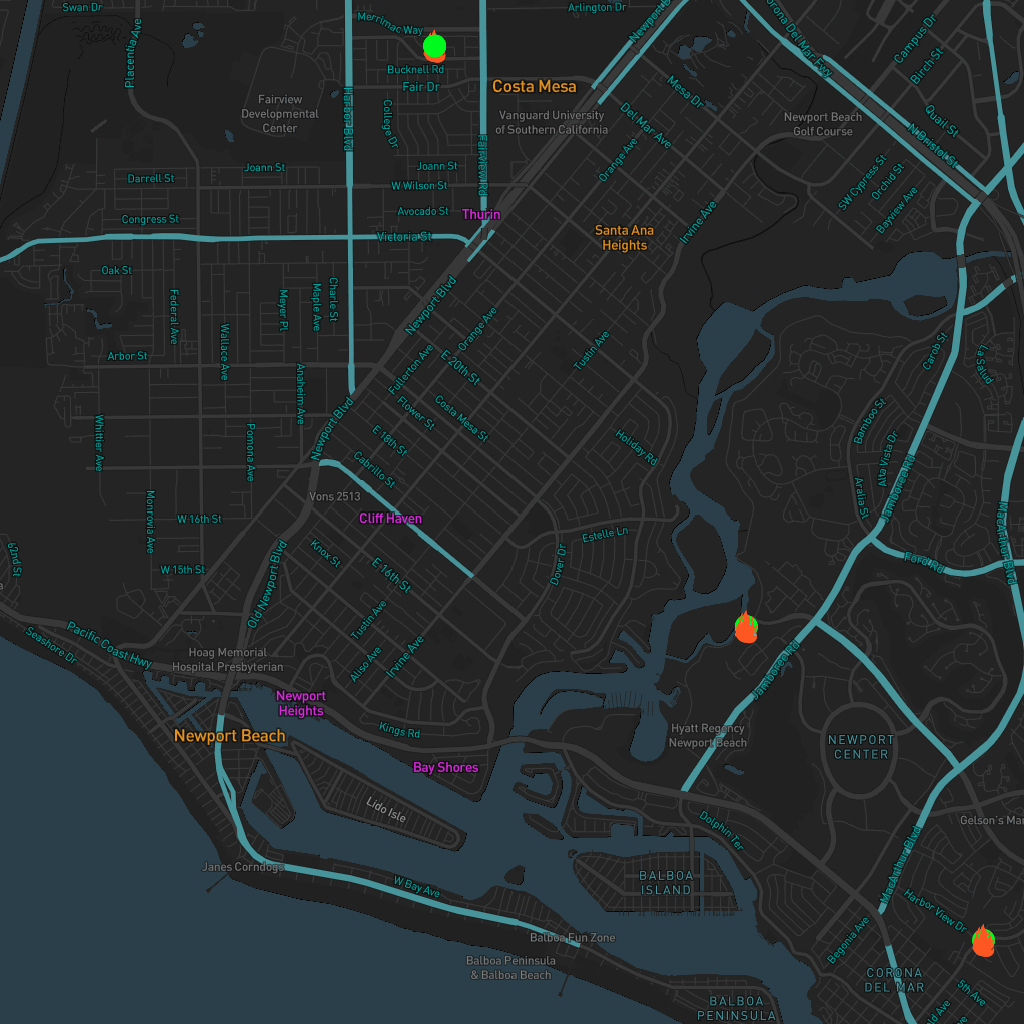 Swan Dr
Merrimac Way
Arlington Dr
Newport B
Corona Del Mar Fwy
Campus Dr
Birch St
Placentia Ave
Bucknell Rd
Fair Dr
Costa Mesa
Mesa Dr
Fairview
Developmental
Center
Harbor Blvd
College Dr
Vanguard University
of Southern California
Del Mar Ave
Newport Beach
Golf Course
Quail St
N Bristol St
Orange Ave
Joann St
Joann St
Fairview Rd
Darrell St
W Wilson St
SW Cypress St
Orchid St
Bayview Ave
Congress St
Avocado St
Thurin
Victoria St
Santa Ana
Heights
Irvine Ave
Oak St
Federal Ave
Meyer Pl
Maple Ave
Charle St
Newport Blvd
Orange Ave
Arbor St
Wallace Ave
Fullerton Ave
E 20th St
Tustin Ave
Carob St
La Salud
Anaheim Ave
Flower St
Costa Mesa St
Newport Blvd
Whittier Ave
Pomona Ave
E 18th St
Holiday Rd
Bamboo St
Alta Vista Dr
Cabrillo St
Vons 2513
Aralia St
Jamboree Rd
Monrovia Ave
W 16th St
Cliff Haven
MacArthur Blvd
62nd St
W 15th St
Knox St
E 16th St
Estelle Ln
Dover Dr
Ford Rd
Old Newport Blvd
Tustin Ave
Pacific Coast Hwy
Seashore Dr
Hoag Memorial
Hospital Presbyterian
Aliso Ave
Irvine Ave
Jamboree Rd
Newport
Heights
Kings Rd
Hyatt Regency
Newport Beach
NEWPORT
CENTER
Newport Beach
Bay Shores
Lido Isle
Dolphin Ter
Gelson's Mar
Janes Corndogs
W Bay Ave
BALBOA
ISLAND
MacArthur Blvd
Harbor View Dr
Balboa Fun Zone
Begonia Ave
Balboa Peninsula
& Balboa Beach
CORONA
DEL MAR
5th Ave
BALBOA
PENINSULA
ld Ave